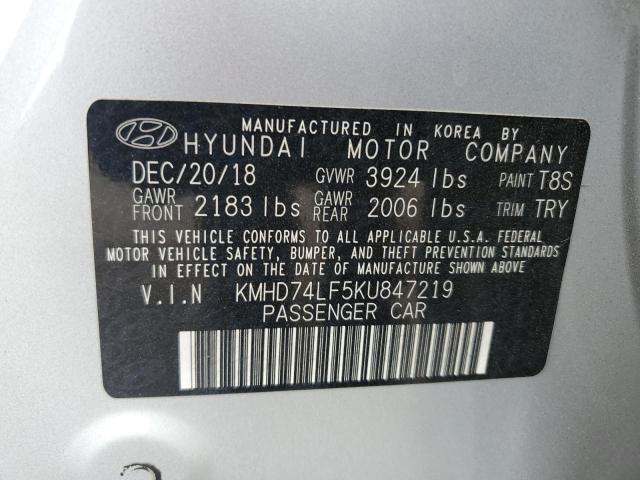 MANUFACTURED IN KOREA BY
HYUNDAI MOTOR COMPANY
DEC/20/18 GVWR 3924 lbs PAINT T8S
GAWR FRONT 2183 lbs GAWR REAR 2006 lbs TRIM TRY
THIS VEHICLE CONFORMS TO ALL APPLICABLE U.S.A. FEDERAL
MOTOR VEHICLE SAFETY, BUMPER, AND THEFT PREVENTION STANDARDS
IN EFFECT ON THE DATE OF MANUFACTURE SHOWN ABOVE
V.I.N KMHD74LF5KU847219
PASSENGER CAR